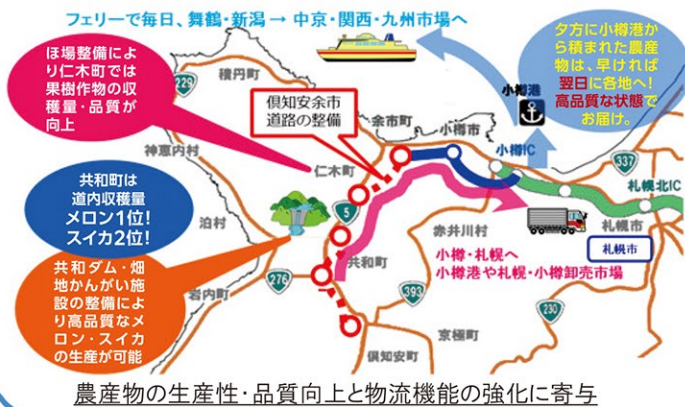 フェリーで毎日、舞鶴・新潟 → 中京・関西・九州市場へ
ほ場整備によ
り仁木町では
果樹作物の収
穫量・品質が
向上
夕方に小樽港か
ら積まれた農産
物は、早ければ
翌日に各地へ!
高品質な状態で
お届け。
229
積丹町
倶知安余市
道路の整備
余市町
小樽市
小樽港
小樽IC
337
札幌北IC
神恵内村
仁木町
共和町は
道内収穫量
メロン1位!
スイカ2位!
泊村
5
赤井川村
札幌市
札幌市
共和町
小樽・札幌へ
小樽港や札幌・小樽卸売市場
共和ダム・畑
地かんがい施
設の整備によ
り高品質なメ
ロン・スイカ
の生産が可能
岩内町
276
393
230
京極町
倶知安町
農産物の生産性・品質向上と物流機能の強化に寄与